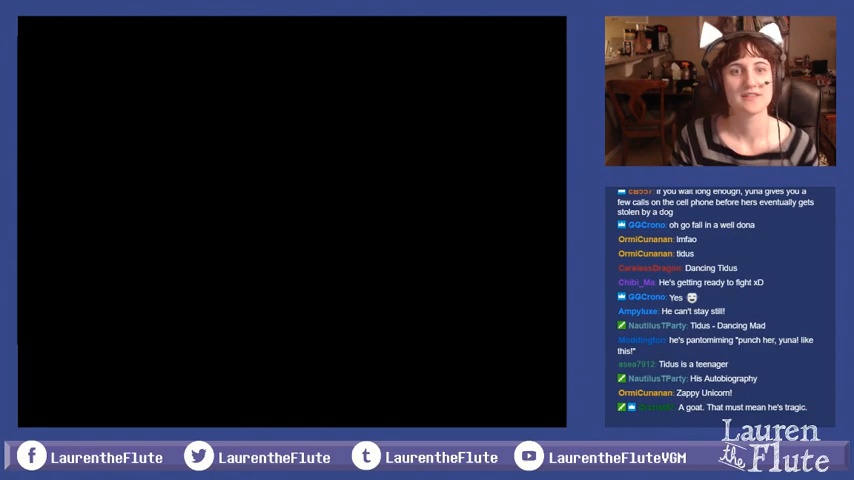 cB557: If you wait long enough, yuna gives you a
few calls on the cell phone before hers eventually gets
stolen by a dog
GGCrono: oh go fall in a well dona
OrmiCunanan: lmfao
OrmiCunanan: tidus
CarelessDragon: Dancing Tidus
Chibi_Ma: He's getting ready to fight xD
GGCrono: Yes
Ampyluxe: He can't stay still!
NautilusTParty: Tidus - Dancing Mad
he's pantomiming "punch her, yuna! like
this!"
asea7912: Tidus is a teenager
NautilusTParty: His Autobiography
OrmiCunanan: Zappy Unicorn!
A goat. That must mean he's tragic.
Lauren
the Flute
LaurentheFlute
LaurentheFlute
LaurentheFlute
LaurentheFluteVGM